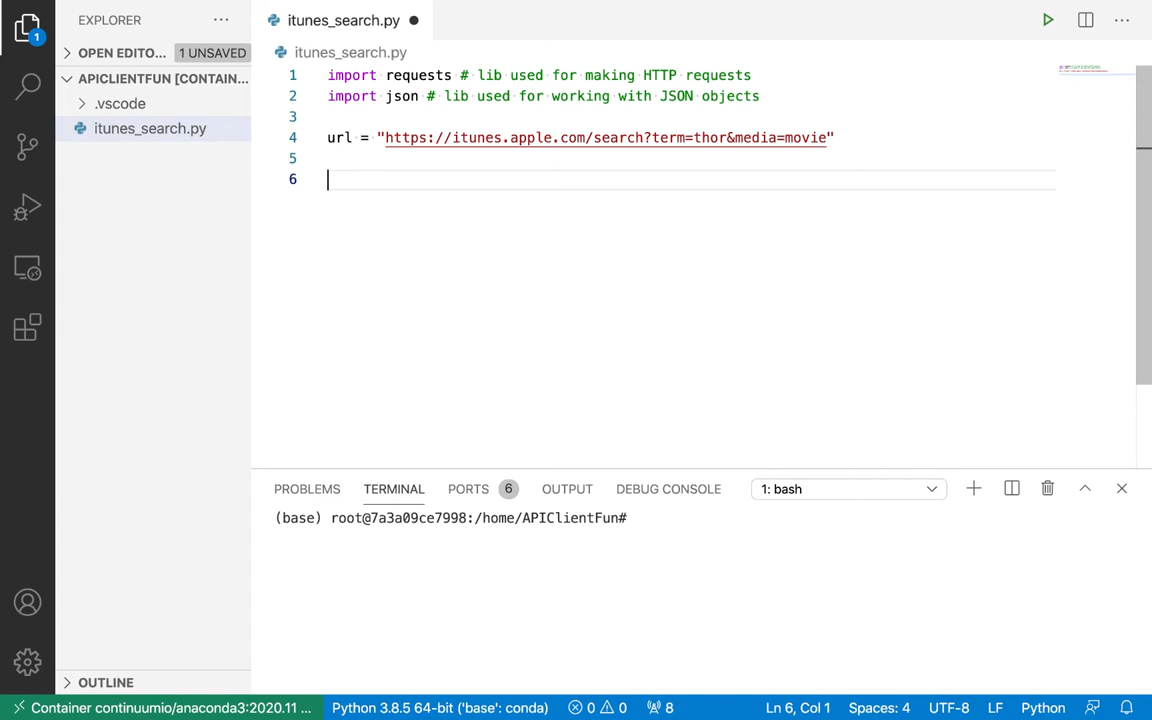 EXPLORER ···
itunes_search.py ●
OPEN EDITO... 1 UNSAVED
itunes_search.py
APICLIENTFUN [CONTAIN...
.vscode
itunes_search.py
1
1 import requests # lib used for making HTTP requests
2 import json # lib used for working with JSON objects
3
4 url = "https://itunes.apple.com/search?term=thor&media=movie"
5
6
PROBLEMS TERMINAL PORTS 6 OUTPUT DEBUG CONSOLE 1: bash
(base) root@7a3a09ce7998:/home/APIClientFun#
OUTLINE
Container continuumio/anaconda3:2020.11 ... Python 3.8.5 64-bit ('base': conda) 0 0 8 Ln 6, Col 1 Spaces: 4 UTF-8 LF Python